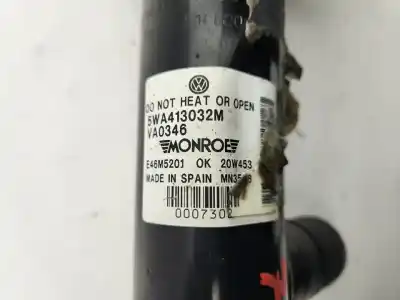 DO NOT HEAT OR OPEN
5WA413032M
VA0346
MONROE
E46M5201 OK 20W453
MADE IN SPAIN
0007302